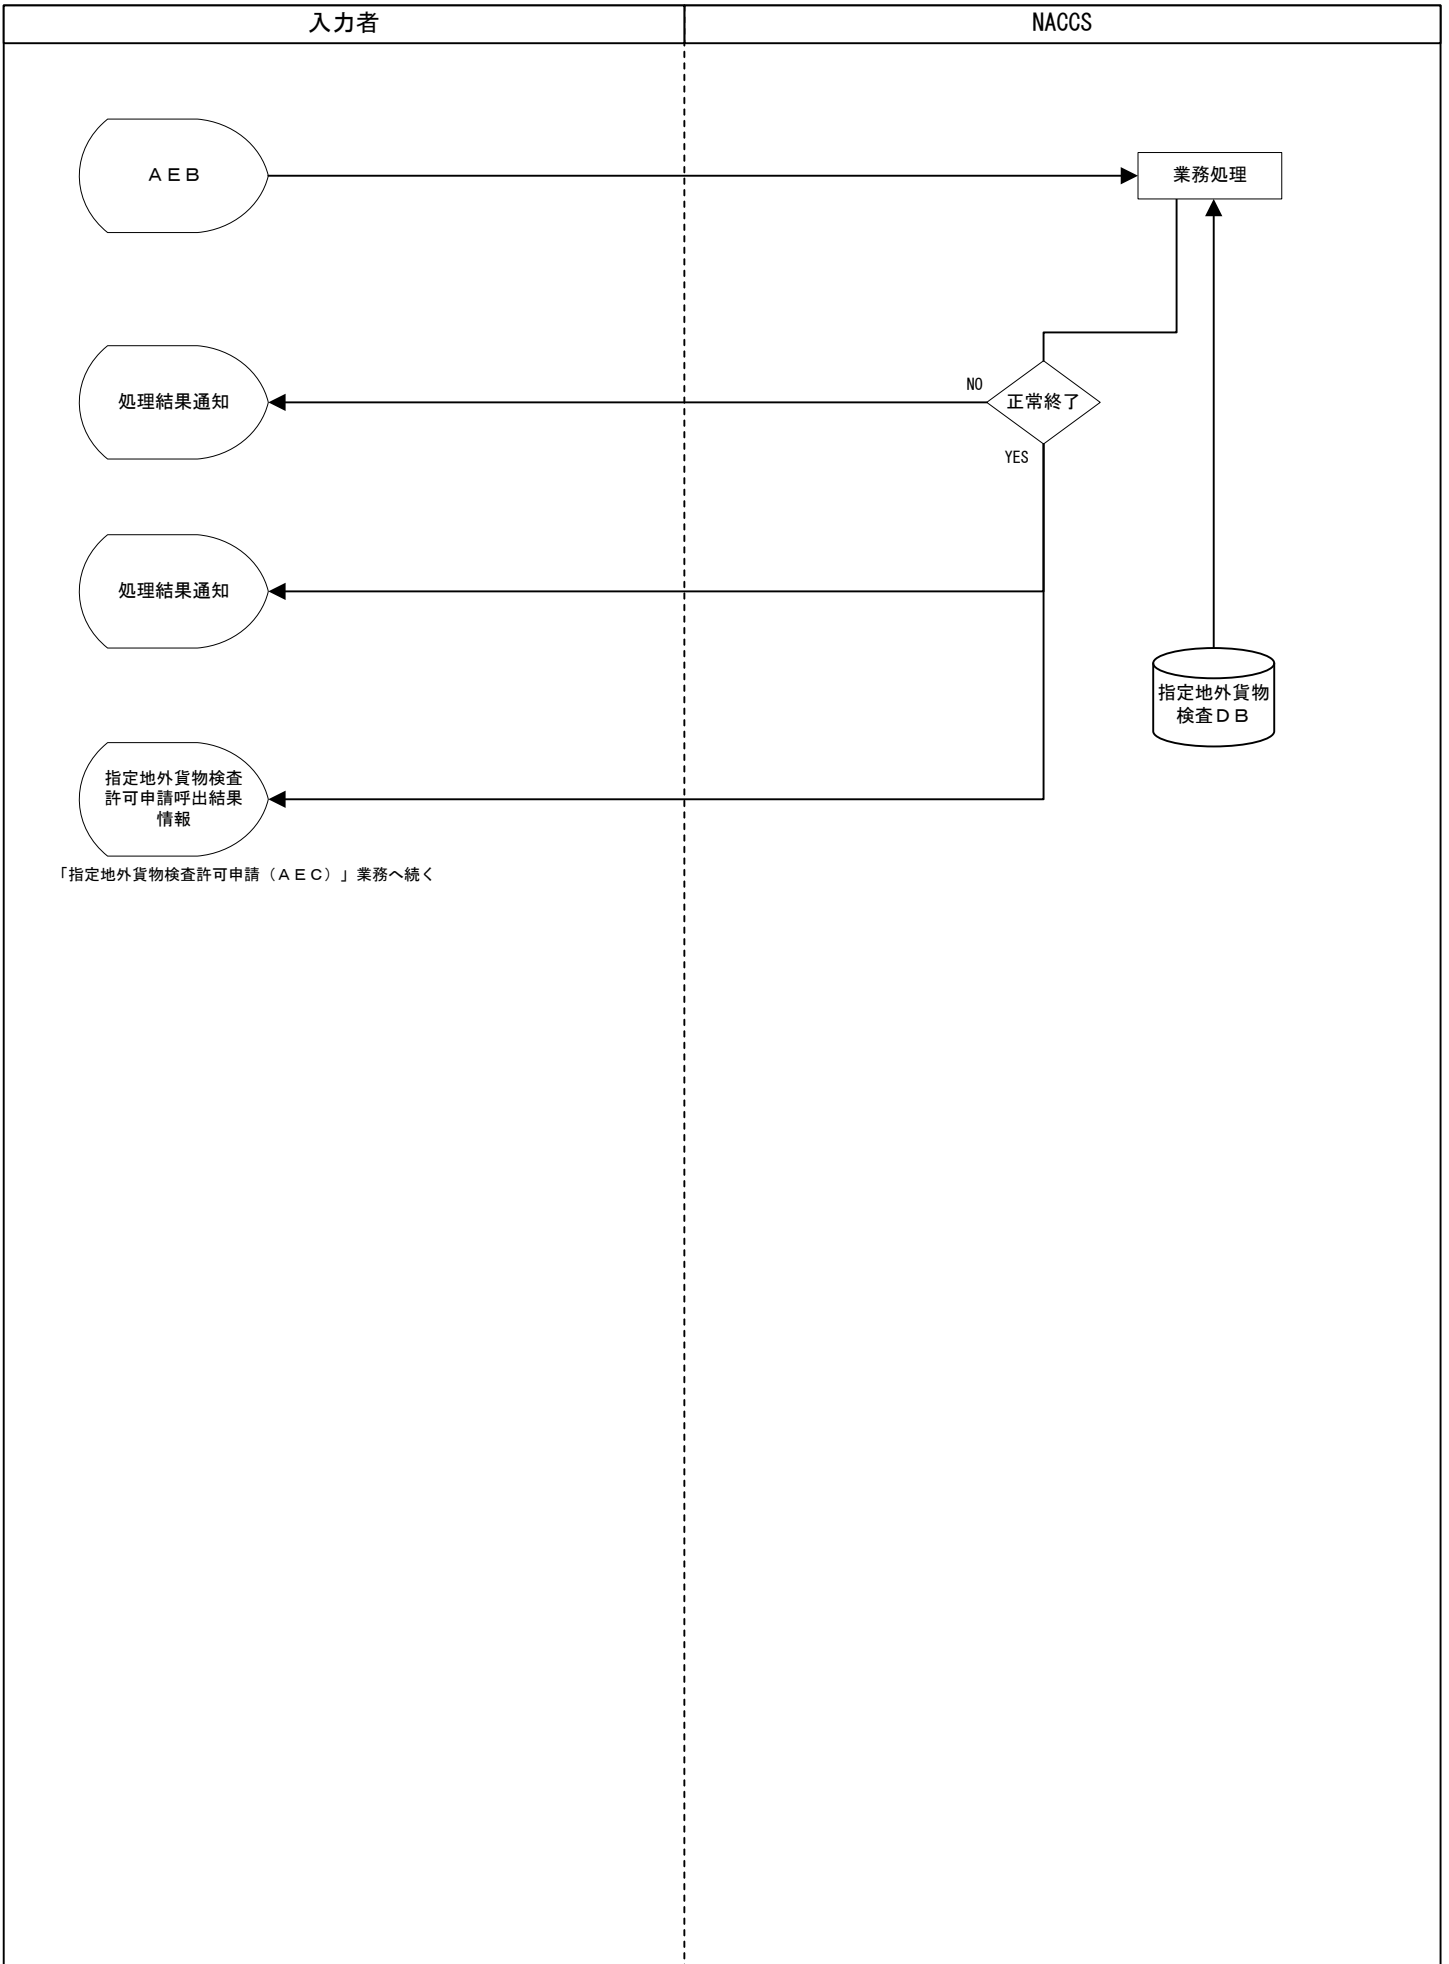 入力者
NACCS
ＡＥＢ
業務処理
処理結果通知
NO
正常終了
YES
処理結果通知
指定地外貨物
検査ＤＢ
指定地外貨物検査
許可申請呼出結果
情報
「指定地外貨物検査許可申請（ＡＥＣ）」業務へ続く